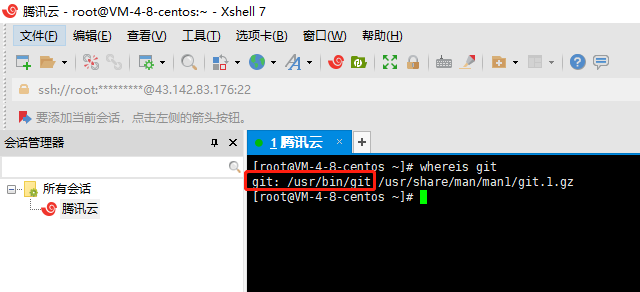 腾讯云 - root@VM-4-8-centos:~ - Xshell 7
文件(F) 编辑(E) 查看(V) 工具(T) 选项卡(B) 窗口(W) 帮助(H)
ssh://root:*********@43.142.83.176:22
要添加当前会话，点击左侧的箭头按钮。
会话管理器
1 腾讯云
所有会话
腾讯云
[root@VM-4-8-centos ~]# whereis git
git: /usr/bin/git /usr/share/man/man1/git.1.gz
[root@VM-4-8-centos ~]#